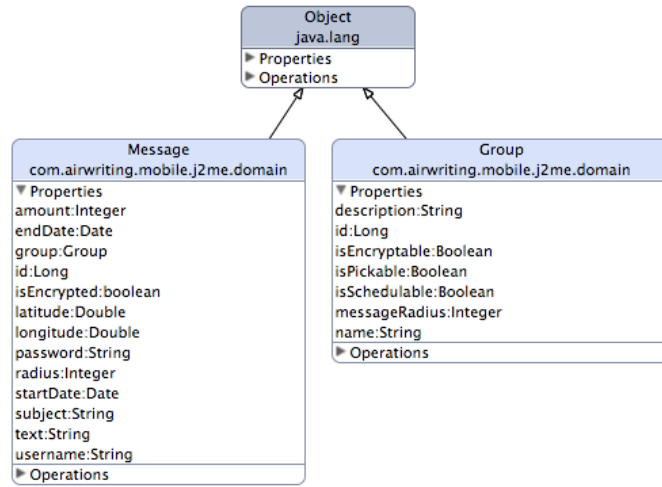 Object
java.lang
Properties
Operations
Message
com.airwriting.mobile.j2me.domain
Properties
amount:Integer
endDate:Date
group:Group
id:Long
isEncrypted:boolean
latitude:Double
longitude:Double
password:String
radius:Integer
startDate:Date
subject:String
text:String
username:String
Operations
Group
com.airwriting.mobile.j2me.domain
Properties
description:String
id:Long
isEncryptable:Boolean
isPickable:Boolean
isSchedulable:Boolean
messageRadius:Integer
name:String
Operations